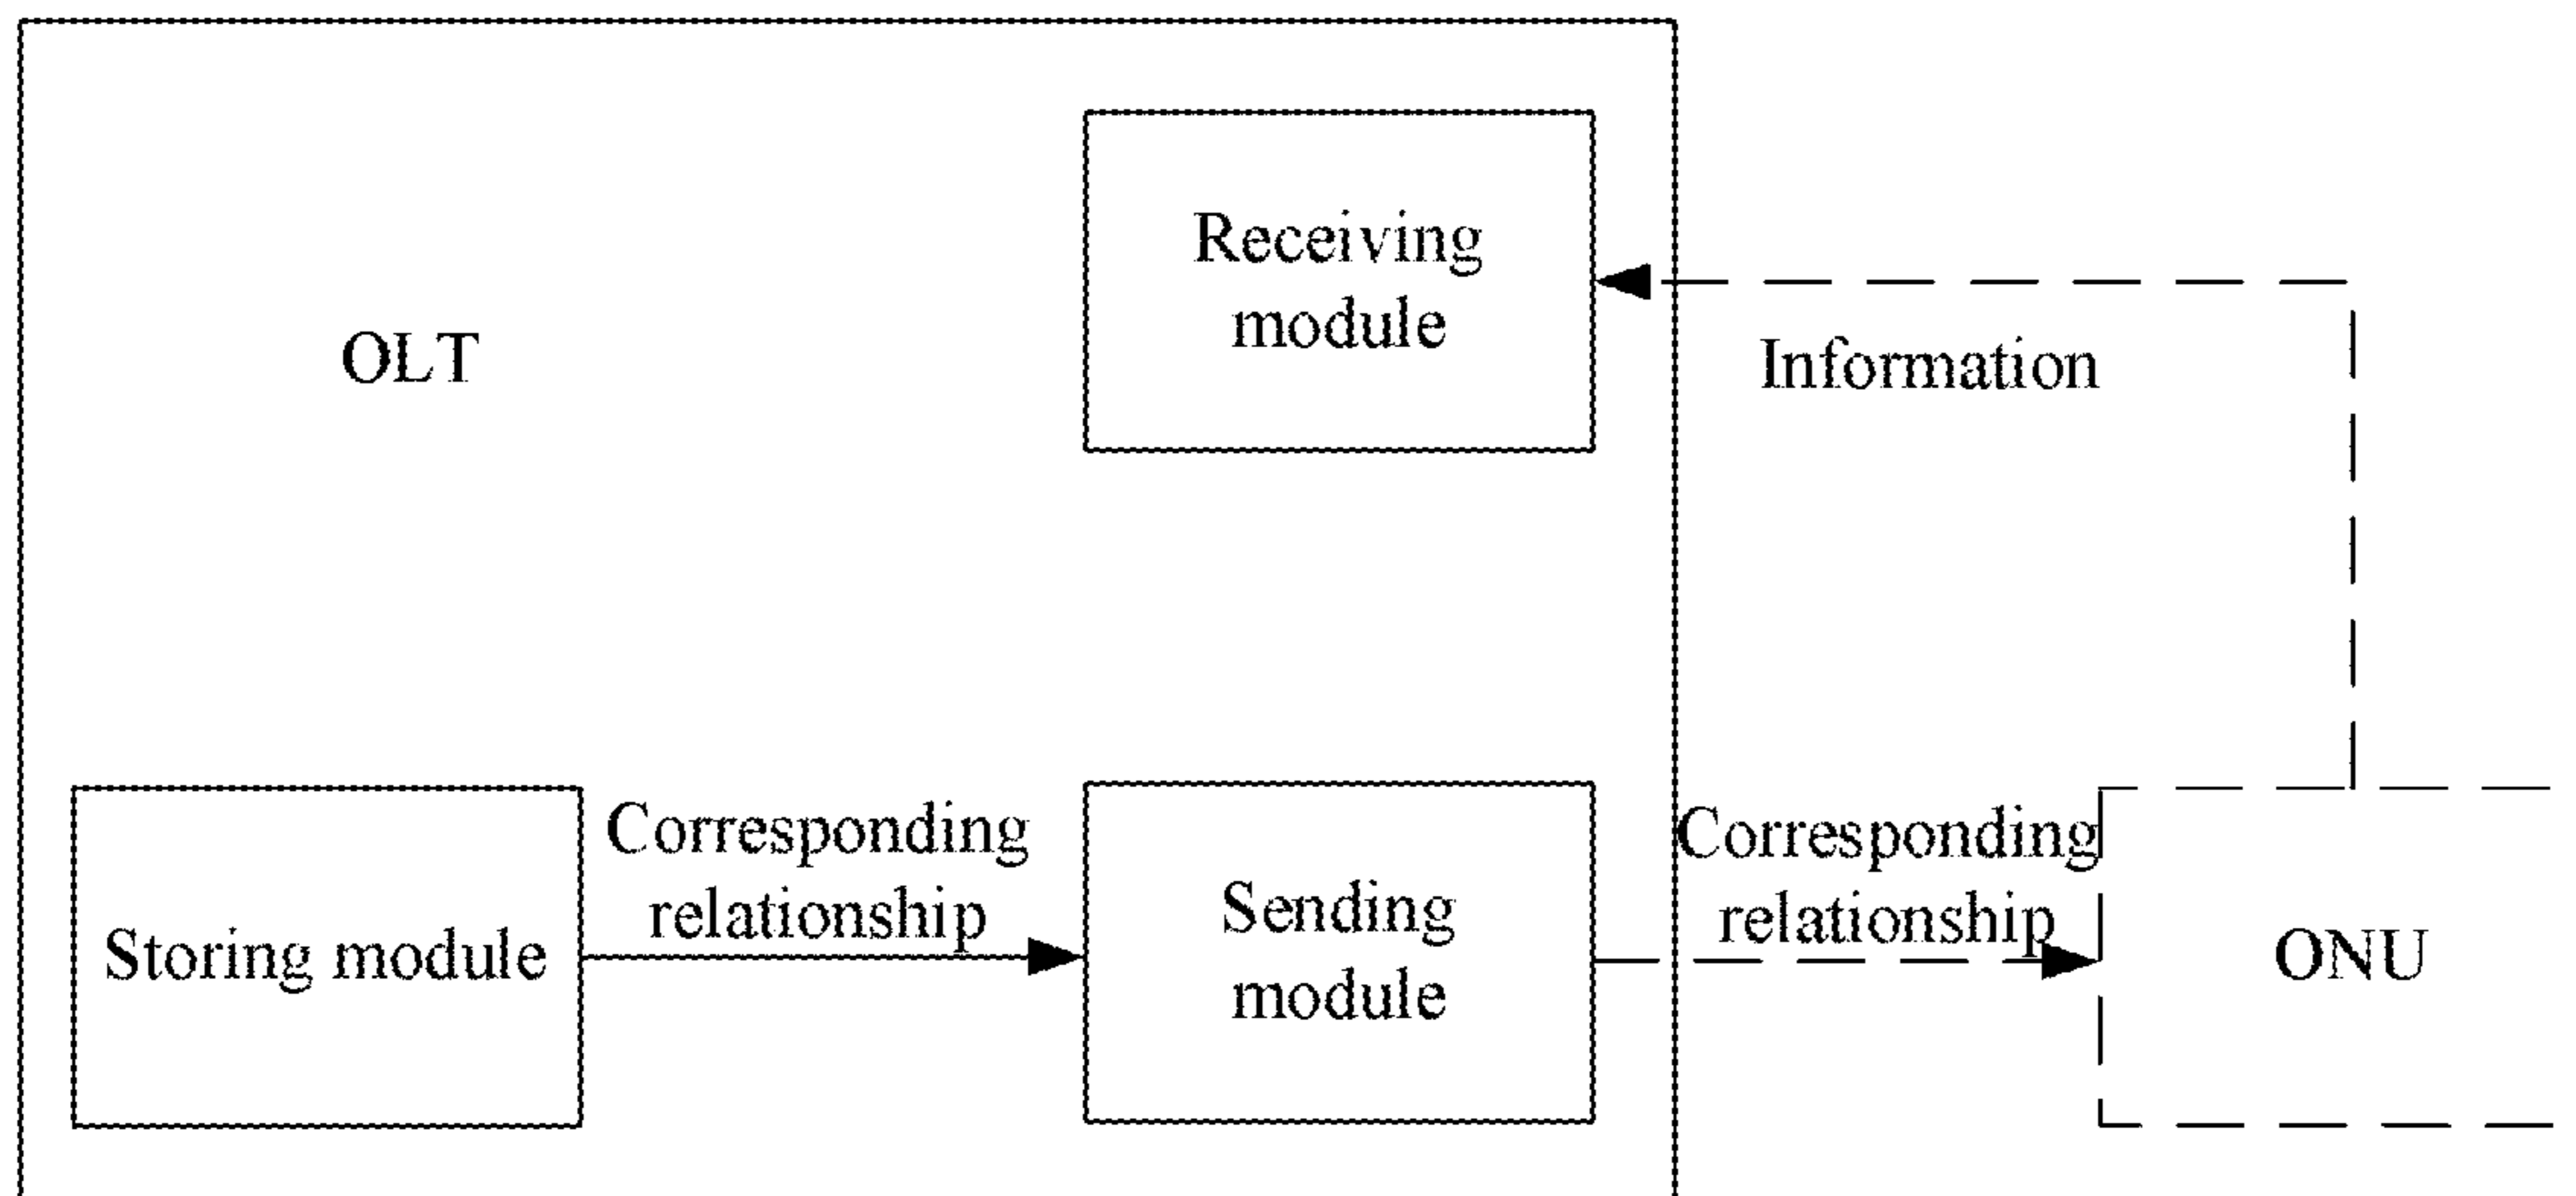 Receiving
module
OLT
Information
Corresponding
relationship
Storing module
Sending
module
Corresponding
relationship
ONU